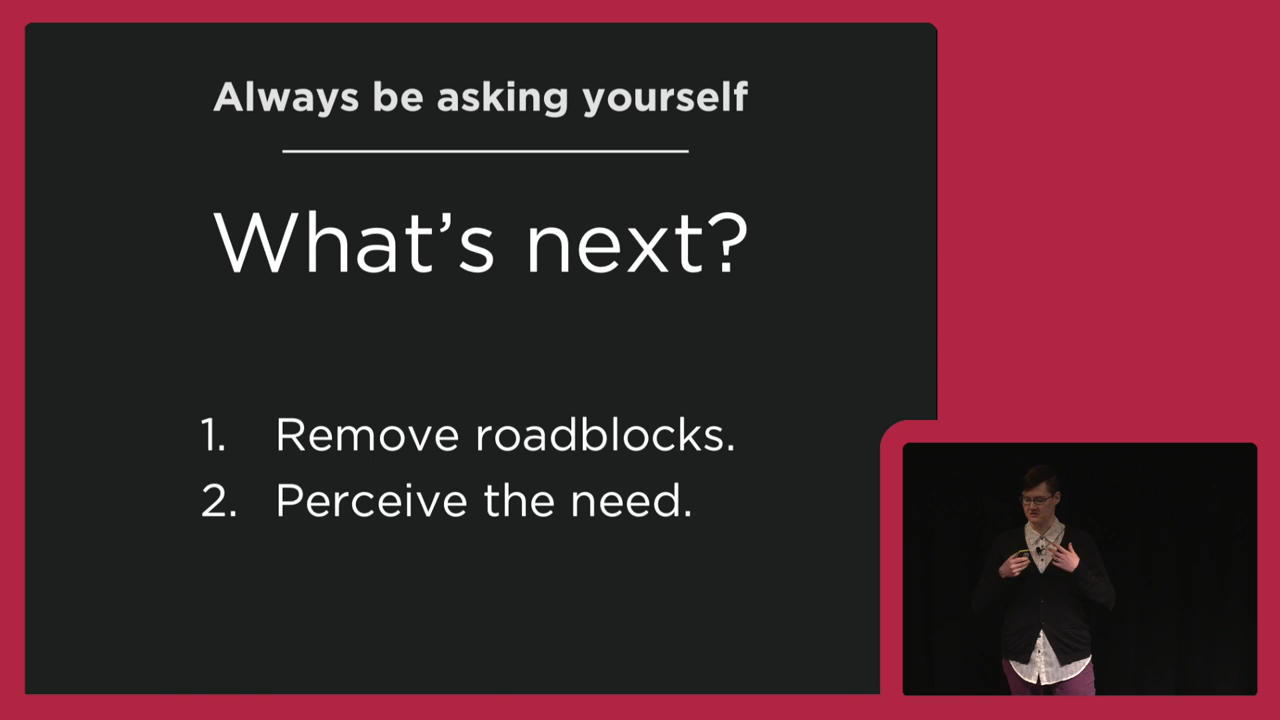 Always be asking yourself
What’s next?
1. Remove roadblocks.
2. Perceive the need.